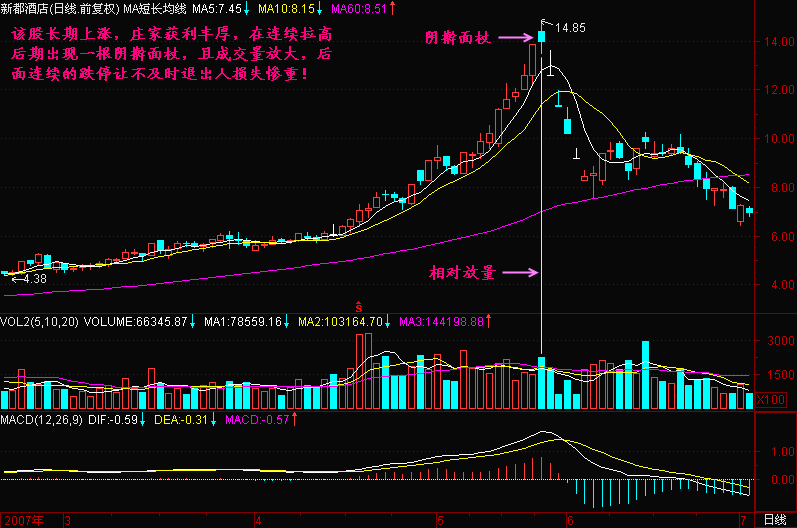 新都酒店(日线.前复权) MA短长均线 MA5:7.45↓ MA10:8.15↓ MA60:8.51↑
该股长期上涨，庄家获利丰厚，在连续拉高
后期出现一根阴擀面杖，且成交量放大，后
面连续的跌停让不及时退出人损失惨重！
阴擀面杖
14.85
14.00
12.00
10.00
8.00
6.00
4.00
相对放量
4.38
S
VOL2(5,10,20) VOLUME:66345.87↓ MA1:78559.16↓ MA2:103164.70↓ MA3:144198.88↑
3000
1500
X100
MACD(12,26,9) DIF:-0.59↓ DEA:-0.31↓ MACD:-0.57↑
1.00
0.00
2007年 3 4 5 6 7 日线